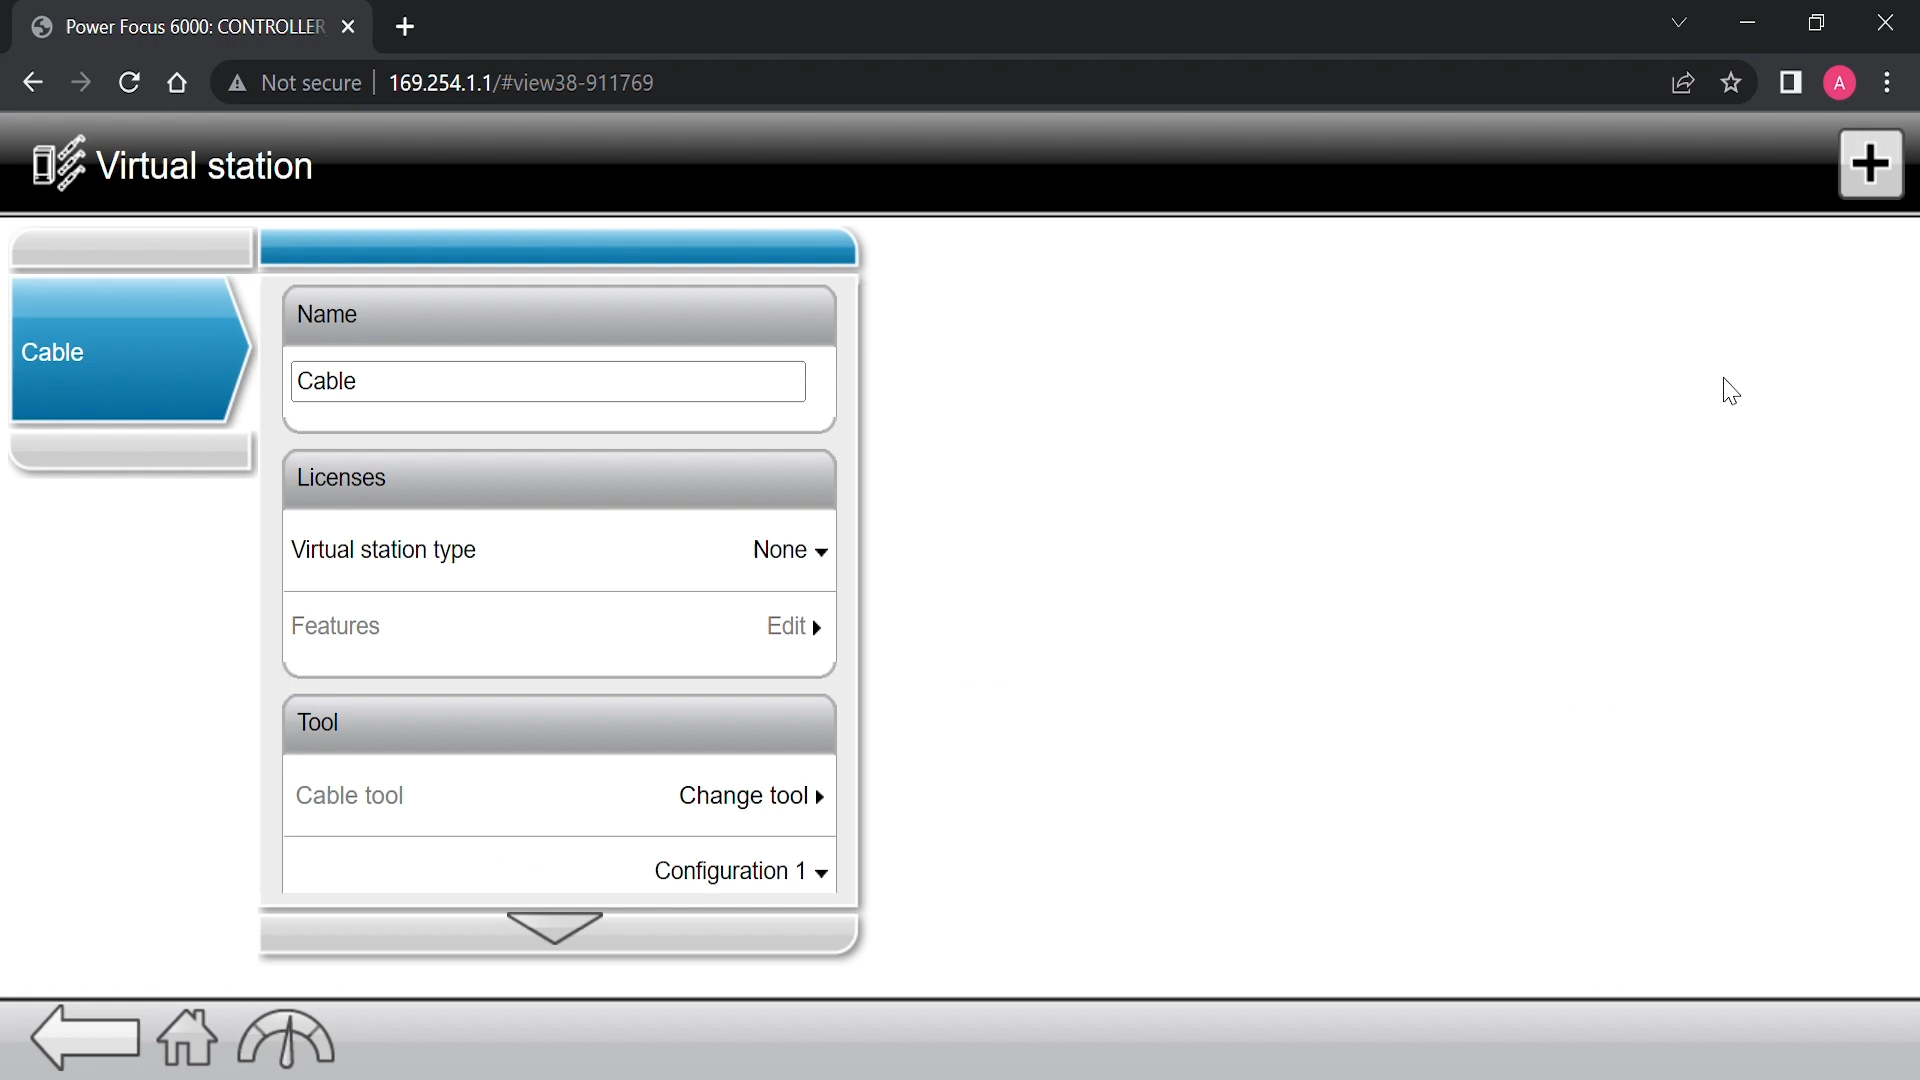 Power Focus 6000: CONTROLLER
Not secure
169.254.1.1/#view38-911769
A
Virtual station
Cable
Name
Cable
Licenses
Virtual station type None
Features Edit
Tool
Cable tool Change tool
Configuration 1